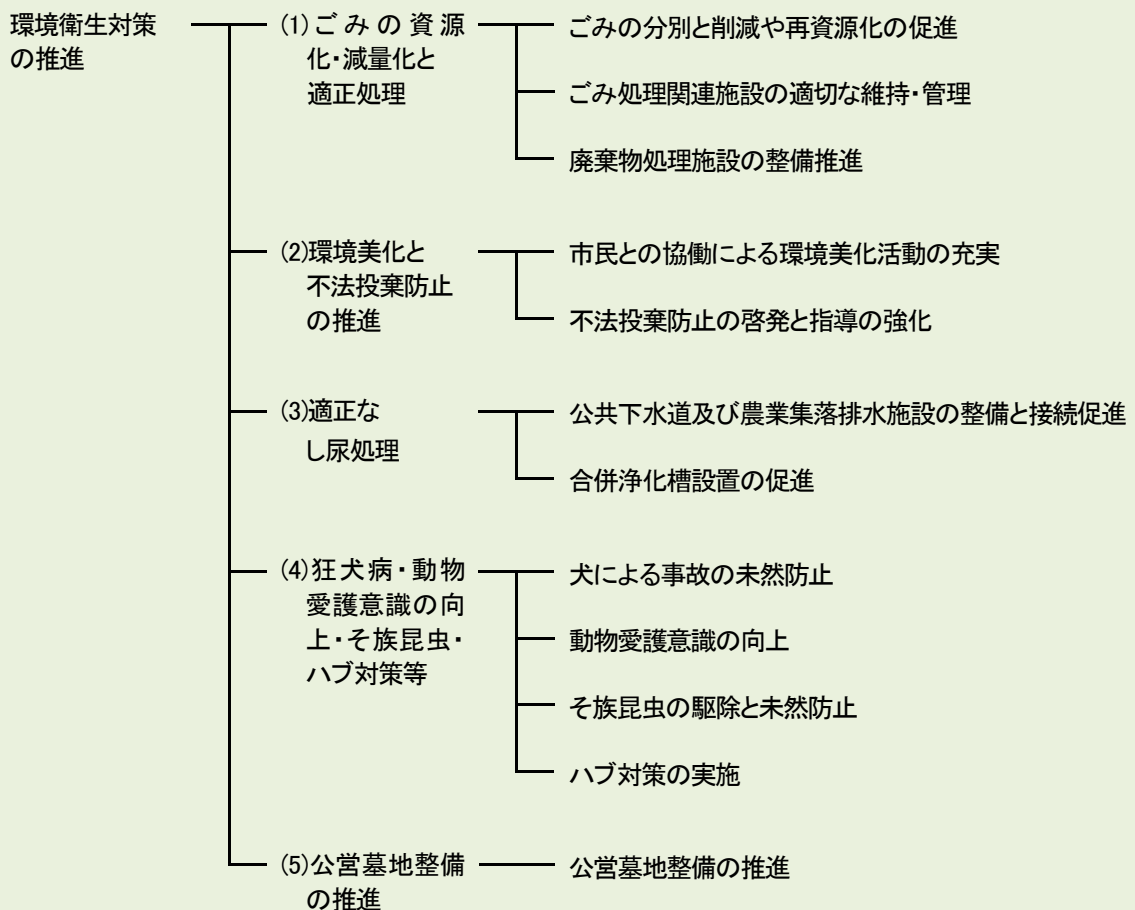 環境衛生対策
の推進
(1)ごみの資源
化・減量化と
適正処理
ごみの分別と削減や再資源化の促進
ごみ処理関連施設の適切な維持・管理
廃棄物処理施設の整備推進
(2)環境美化と
不法投棄防止
の推進
市民との協働による環境美化活動の充実
不法投棄防止の啓発と指導の強化
(3)適正な
し尿処理
公共下水道及び農業集落排水施設の整備と接続促進
合併浄化槽設置の促進
(4)狂犬病・動物
愛護意識の向
上・そ族昆虫・
ハブ対策等
犬による事故の未然防止
動物愛護意識の向上
そ族昆虫の駆除と未然防止
ハブ対策の実施
(5)公営墓地整備
の推進
公営墓地整備の推進